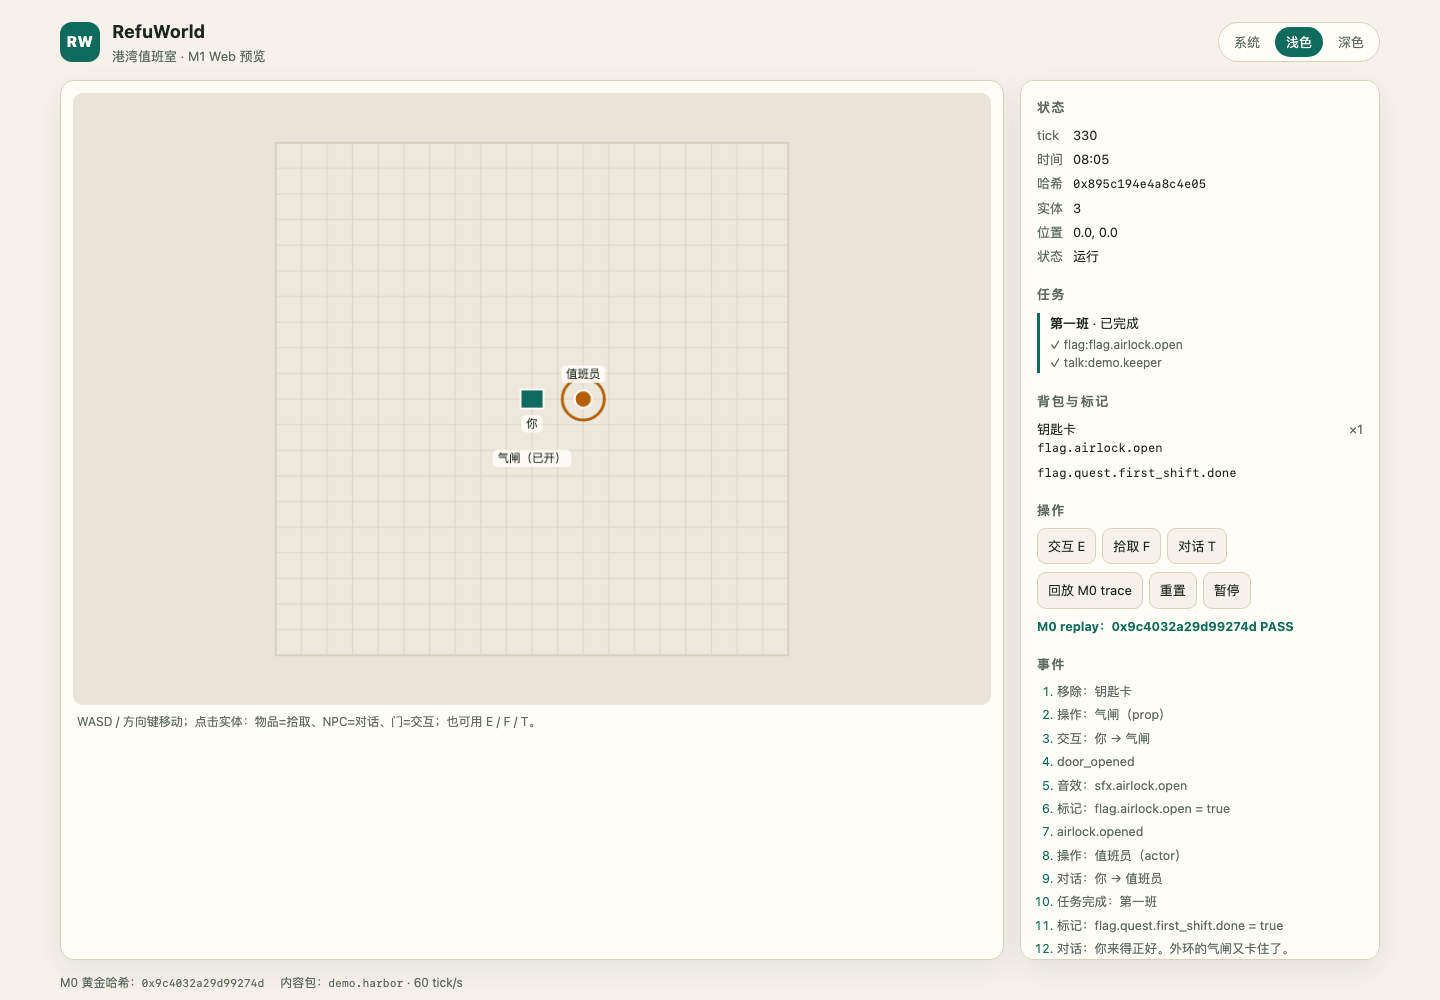 RW
RefuWorld
港湾值班室 · M1 Web 预览
系统 浅色 深色
值班员
你
气闸（已开）
WASD / 方向键移动；点击实体：物品=拾取、NPC=对话、门=交互；也可用 E / F / T。
状态
tick 330
时间 08:05
哈希 0x895c194e4a8c4e05
实体 3
位置 0.0, 0.0
状态 运行
任务
第一班 · 已完成
✓ flag:flag.airlock.open
✓ talk:demo.keeper
背包与标记
钥匙卡 ×1
flag.airlock.open
flag.quest.first_shift.done
操作
交互 E 拾取 F 对话 T
回放 M0 trace 重置 暂停
M0 replay：0x9c4032a29d99274d PASS
事件
1. 移除：钥匙卡
2. 操作：气闸（prop）
3. 交互：你 → 气闸
4. door_opened
5. 音效：sfx.airlock.open
6. 标记：flag.airlock.open = true
7. airlock.opened
8. 操作：值班员（actor）
9. 对话：你 → 值班员
10. 任务完成：第一班
11. 标记：flag.quest.first_shift.done = true
12. 对话：你来得正好。外环的气闸又卡住了。
M0 黄金哈希：0x9c4032a29d99274d 内容包：demo.harbor · 60 tick/s